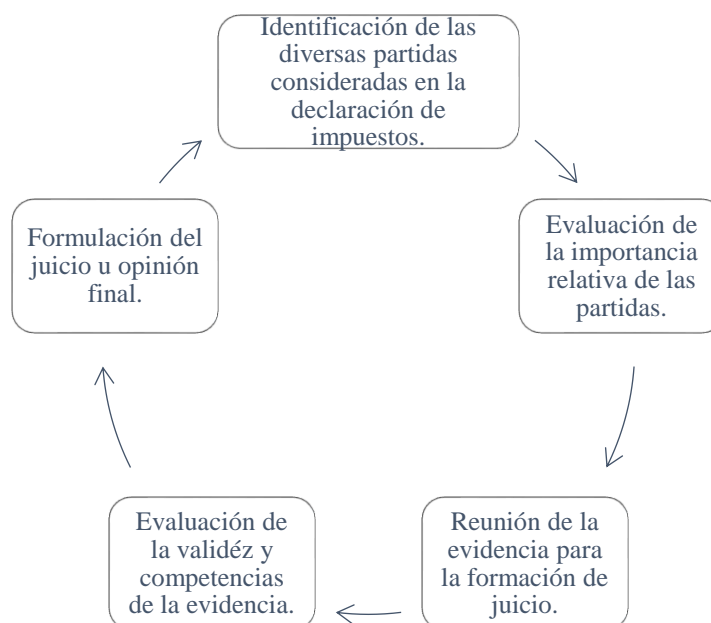 Identificación de las
diversas partidas
consideradas en la
declaración de
impuestos.
Evaluación de
la importancia
relativa de las
partidas.
Reunión de la
evidencia para
la formación de
juicio.
Evaluación de
la validéz y
competencias
de la evidencia.
Formulación del
juicio u opinión
final.